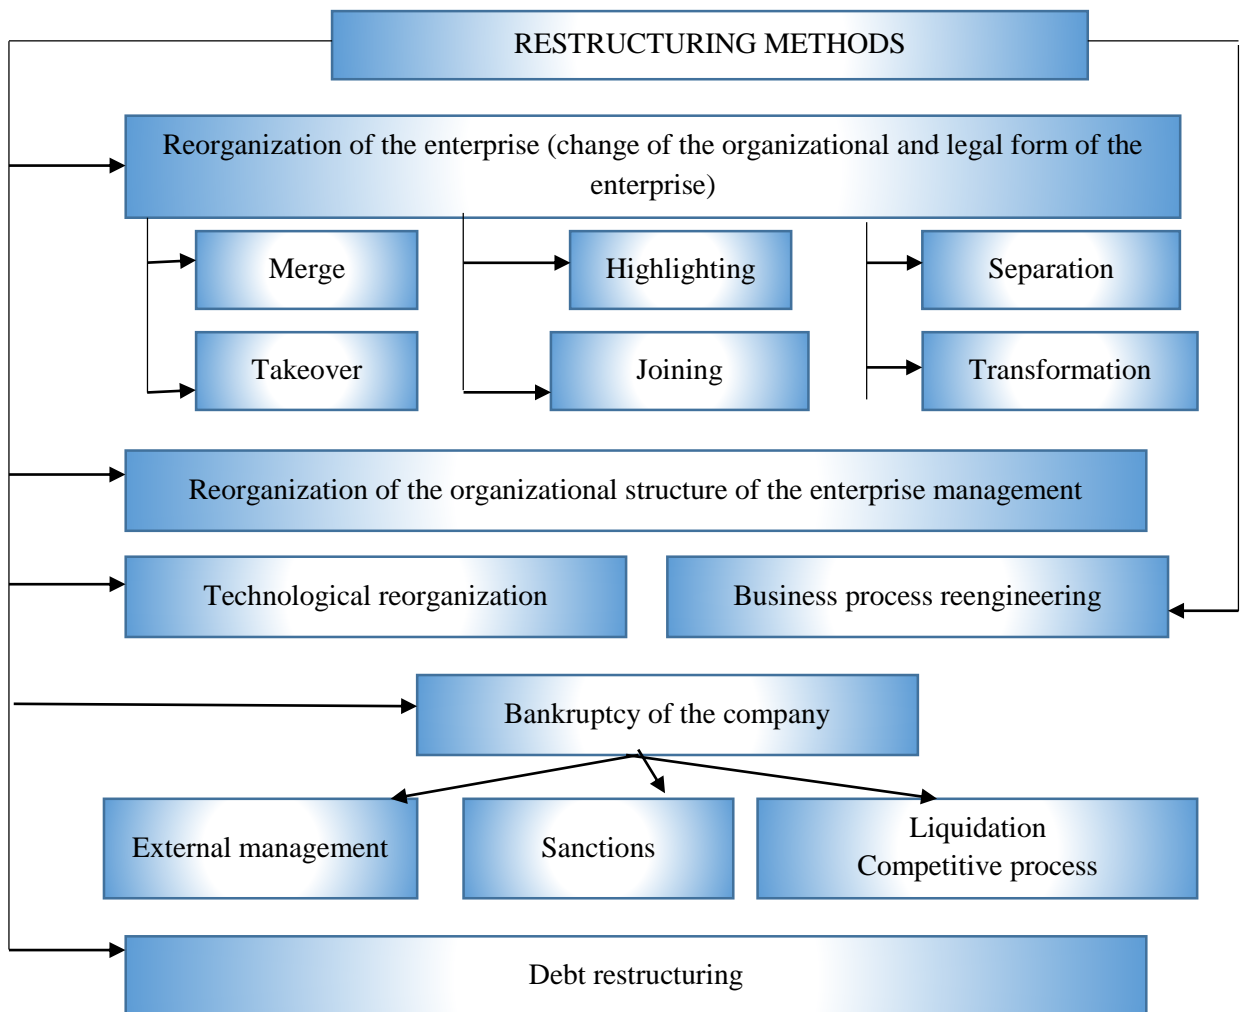 RESTRUCTURING METHODS
Reorganization of the enterprise (change of the organizational and legal form of the
enterprise)
Merge
Highlighting
Separation
Takeover
Joining
Transformation
Reorganization of the organizational structure of the enterprise management
Technological reorganization
Business process reengineering
Bankruptcy of the company
External management
Sanctions
Liquidation
Competitive process
Debt restructuring